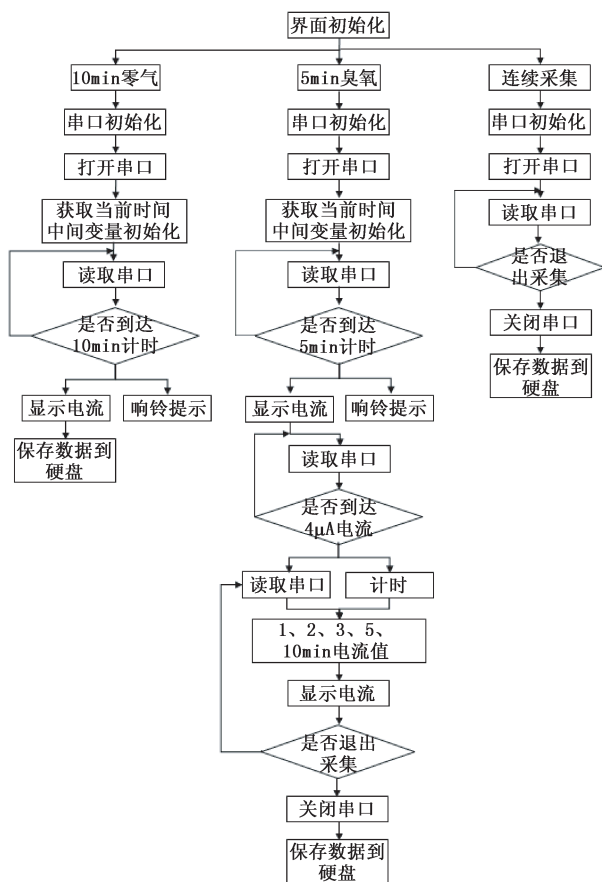 界面初始化
10min零气
5min臭氧
连续采集
串口初始化
串口初始化
串口初始化
打开串口
打开串口
打开串口
获取当前时间
中间变量初始化
获取当前时间
中间变量初始化
读取串口
读取串口
读取串口
是否退
出采集
是否到达
10min计时
是否到达
5min计时
关闭串口
保存数据到
硬盘
显示电流
响铃提示
显示电流
响铃提示
保存数据到
硬盘
读取串口
是否到达
4μA电流
读取串口
计时
1、2、3、5、
10min电流值
显示电流
是否退出
采集
关闭串口
保存数据到
硬盘